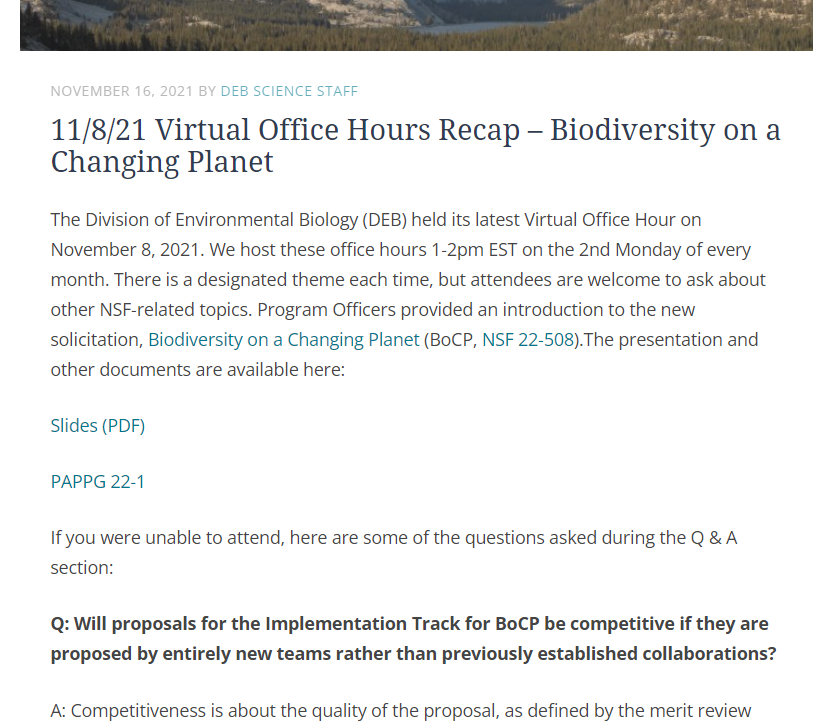 NOVEMBER 16, 2021 BY DEB SCIENCE STAFF
11/8/21 Virtual Office Hours Recap – Biodiversity on a
Changing Planet
The Division of Environmental Biology (DEB) held its latest Virtual Office Hour on
November 8, 2021. We host these office hours 1-2pm EST on the 2nd Monday of every
month. There is a designated theme each time, but attendees are welcome to ask about
other NSF-related topics. Program Officers provided an introduction to the new
solicitation, Biodiversity on a Changing Planet (BoCP, NSF 22-508).The presentation and
other documents are available here:
Slides (PDF)
PAPPG 22-1
If you were unable to attend, here are some of the questions asked during the Q & A
section:
Q: Will proposals for the Implementation Track for BoCP be competitive if they are
proposed by entirely new teams rather than previously established collaborations?
A: Competitiveness is about the quality of the proposal, as defined by the merit review